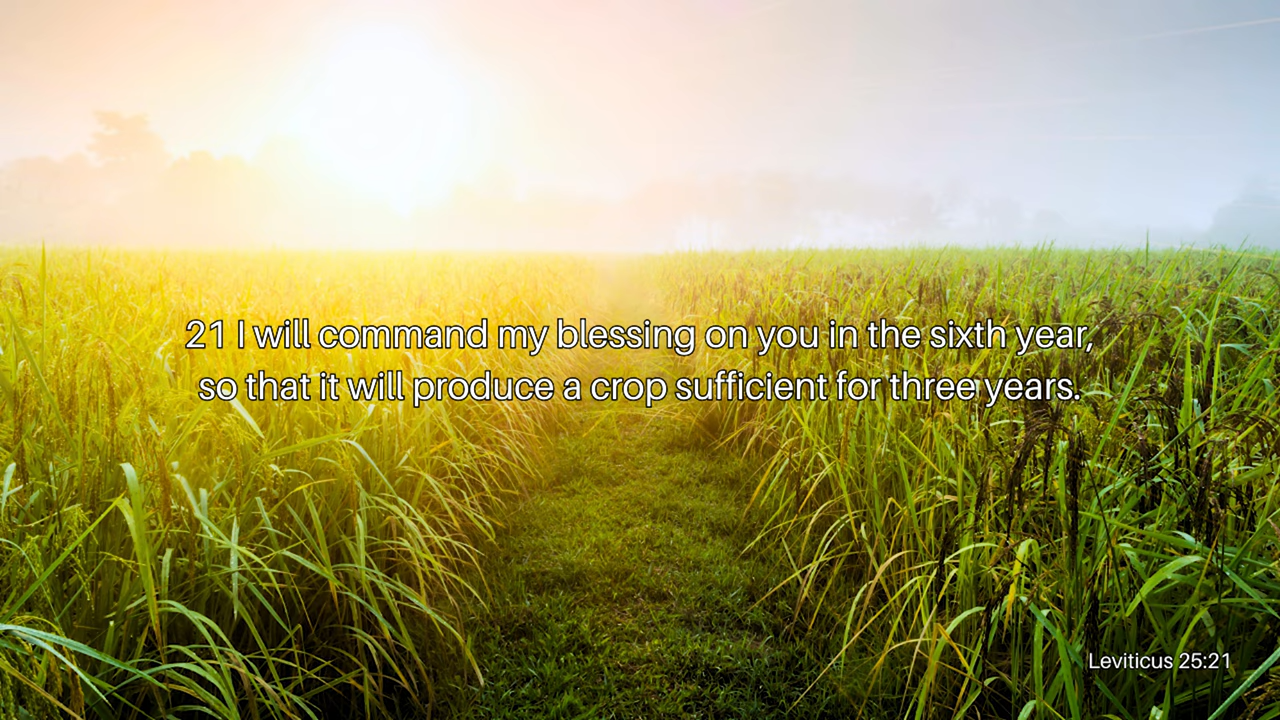 21 I will command my blessing on you in the sixth year,
so that it will produce a crop sufficient for three years.
Leviticus 25:21